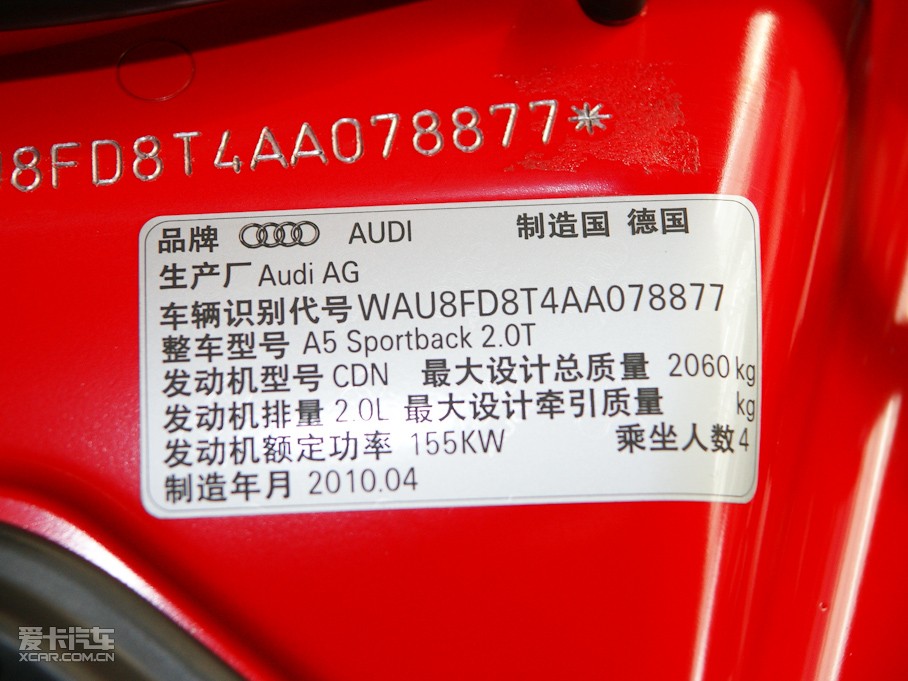 8FD8T4AA078877*
品牌 AUDI 制造国 德国
生产厂 Audi AG
车辆识别代号 WAU8FD8T4AA078877
整车型号 A5 Sportback 2.0T
发动机型号 CDN 最大设计总质量 2060 kg
发动机排量 2.0L 最大设计牵引质量 kg
发动机额定功率 155KW 乘坐人数 4
制造年月 2010.04
爱卡汽车
XCAR.COM.CN